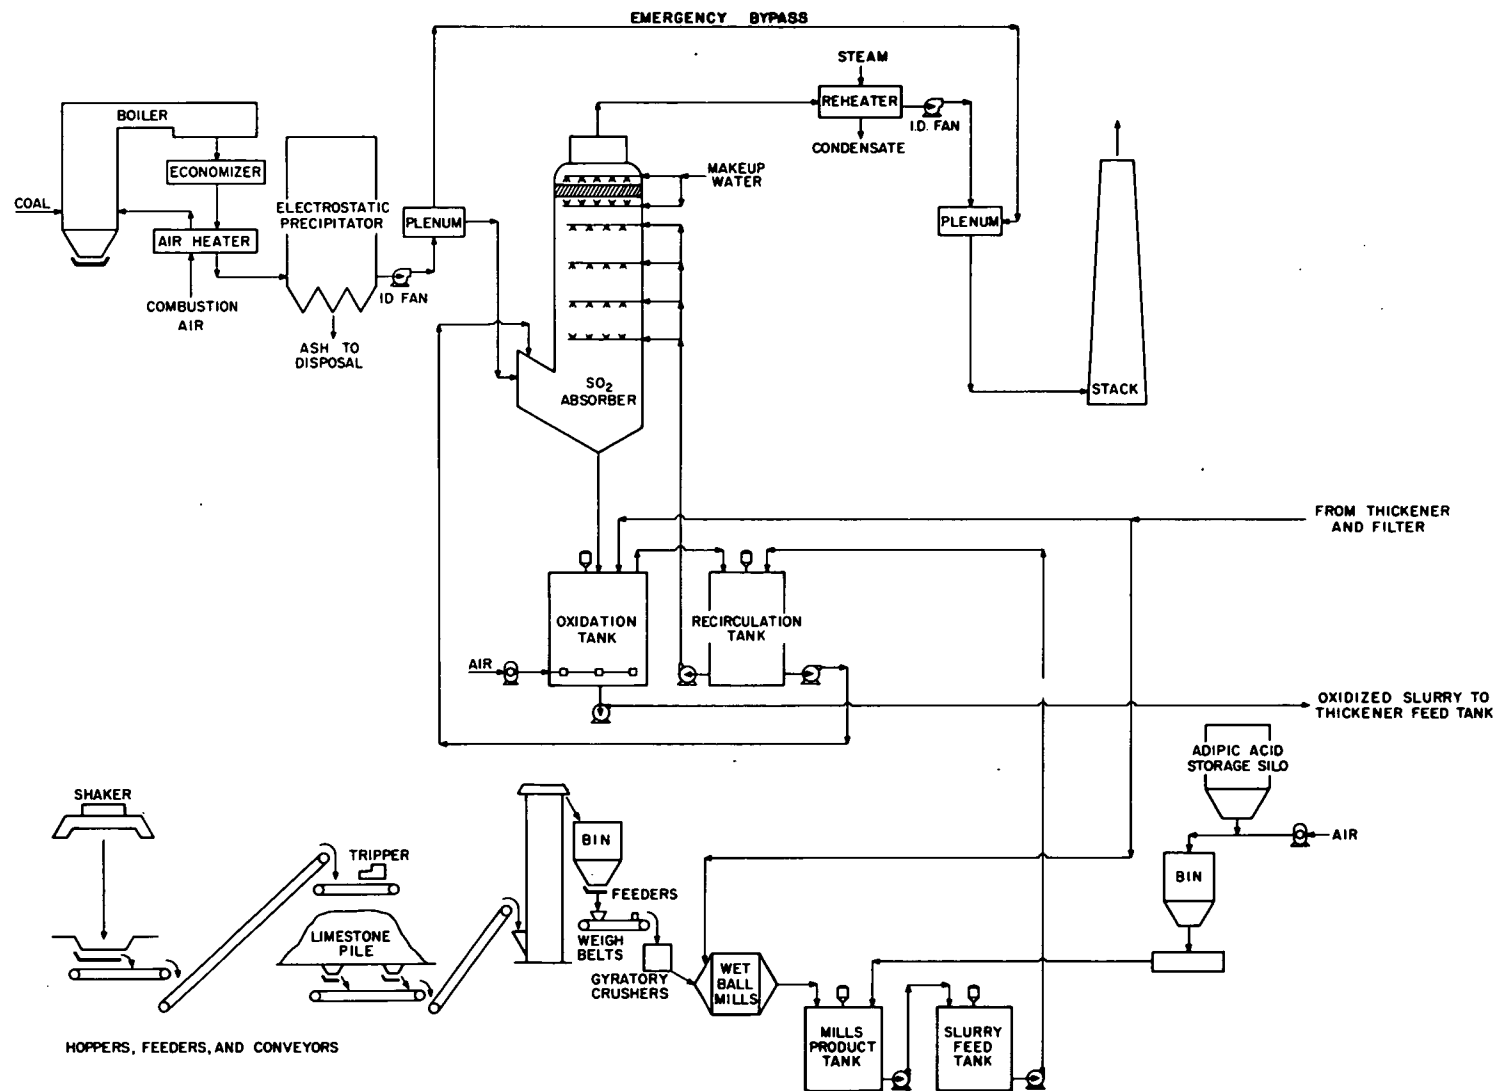 EMERGENCY BYPASS
STEAM
REHEATER
I.D. FAN
CONDENSATE
BOILER
ECONOMIZER
COAL
AIR HEATER
COMBUSTION
AIR
ELECTROSTATIC
PRECIPITATOR
ID FAN
ASH TO
DISPOSAL
PLENUM
MAKEUP
WATER
PLENUM
SO2
ABSORBER
STACK
FROM THICKENER
AND FILTER
OXIDATION
TANK
RECIRCULATION
TANK
AIR
OXIDIZED SLURRY TO
THICKENER FEED TANK
ADIPIC ACID
STORAGE SILO
AIR
BIN
SHAKER
TRIPPER
LIMESTONE
PILE
BIN
FEEDERS
WEIGH
BELTS
GYRATORY
CRUSHERS
WET
BALL
MILLS
MILLS
PRODUCT
TANK
SLURRY
FEED
TANK
HOPPERS, FEEDERS, AND CONVEYORS